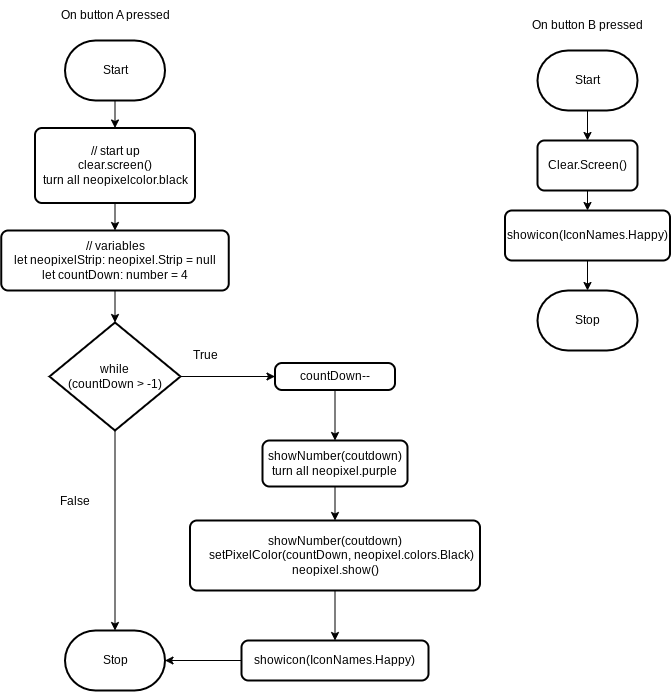 On button A pressed
Start
// start up
clear.screen()
turn all neopixelcolor.black
// variables
let neopixelStrip: neopixel.Strip = null
let countDown: number = 4
while
(countDown > -1)
True
countDown--
showNumber(coutdown)
turn all neopixel.purple
False
showNumber(coutdown)
setPixelColor(countDown, neopixel.colors.Black)
neopixel.show()
showicon(IconNames.Happy)
Stop
On button B pressed
Start
Clear.Screen()
showicon(IconNames.Happy)
Stop